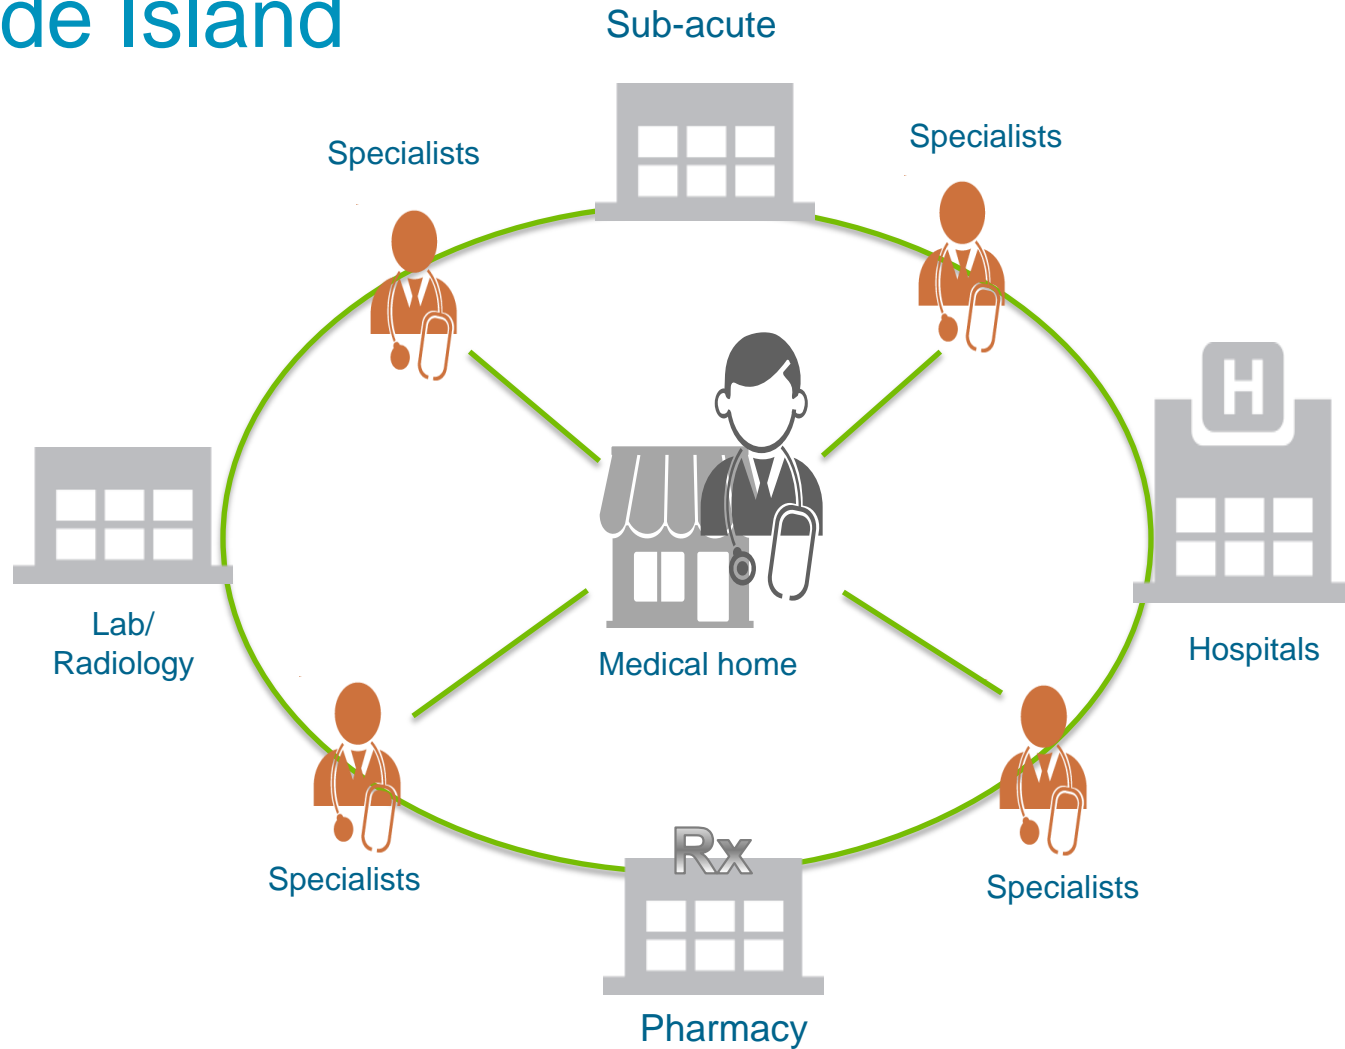 de Island
Sub-acute
Specialists
Specialists
H
Lab/
Radiology
Medical home
Hospitals
Specialists
Rx
Specialists
Pharmacy